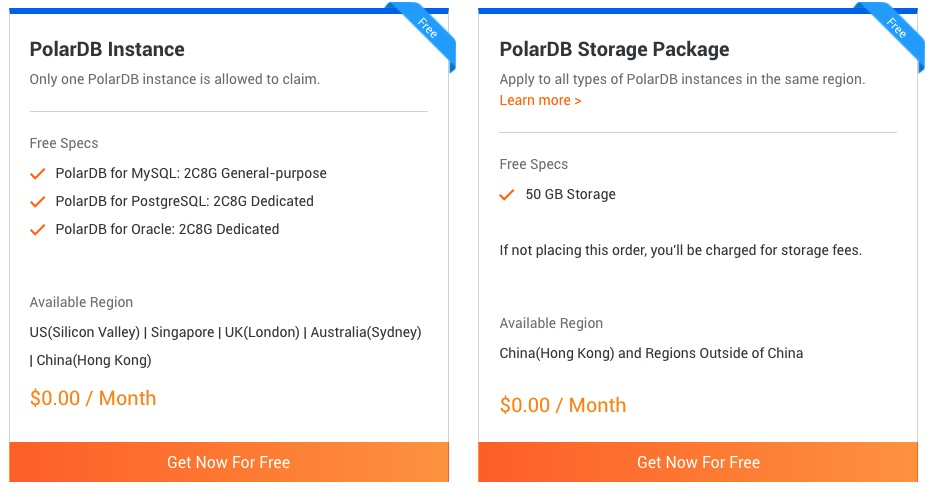 Free
PolarDB Instance
Only one PolarDB instance is allowed to claim.
Free Specs
PolarDB for MySQL: 2C8G General-purpose
PolarDB for PostgreSQL: 2C8G Dedicated
PolarDB for Oracle: 2C8G Dedicated
Available Region
US(Silicon Valley) | Singapore | UK(London) | Australia(Sydney)
| China(Hong Kong)
$0.00 / Month
Get Now For Free
Free
PolarDB Storage Package
Apply to all types of PolarDB instances in the same region.
Learn more >
Free Specs
50 GB Storage
If not placing this order, you'll be charged for storage fees.
Available Region
China(Hong Kong) and Regions Outside of China
$0.00 / Month
Get Now For Free